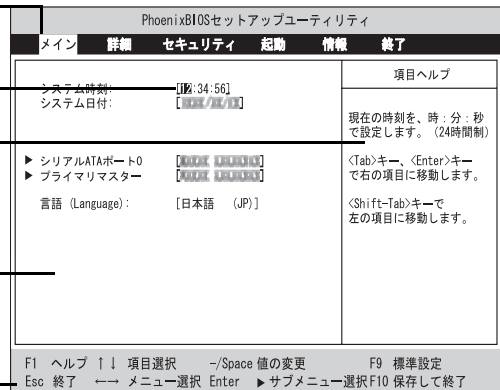 PhoenixBIOSセットアップユーティリティ
メイン 詳細 セキュリティ 起動 情報 終了
システム時刻: [12:34:56]
システム日付:
▶ シリアルATAポート0
▶ プライマリマスター
言語 (Language): [日本語 (JP)]
項目ヘルプ
現在の時刻を、時:分:秒
で設定します。(24時間制)
<Tab>キー、<Enter>キー
で右の項目に移動します。
<Shift-Tab>キーで
左の項目に移動します。
F1 ヘルプ ↑↓ 項目選択 -/Space 値の変更 F9 標準設定
Esc 終了 ←→ メニュー選択 Enter ▶サブメニュー選択 F10 保存して終了